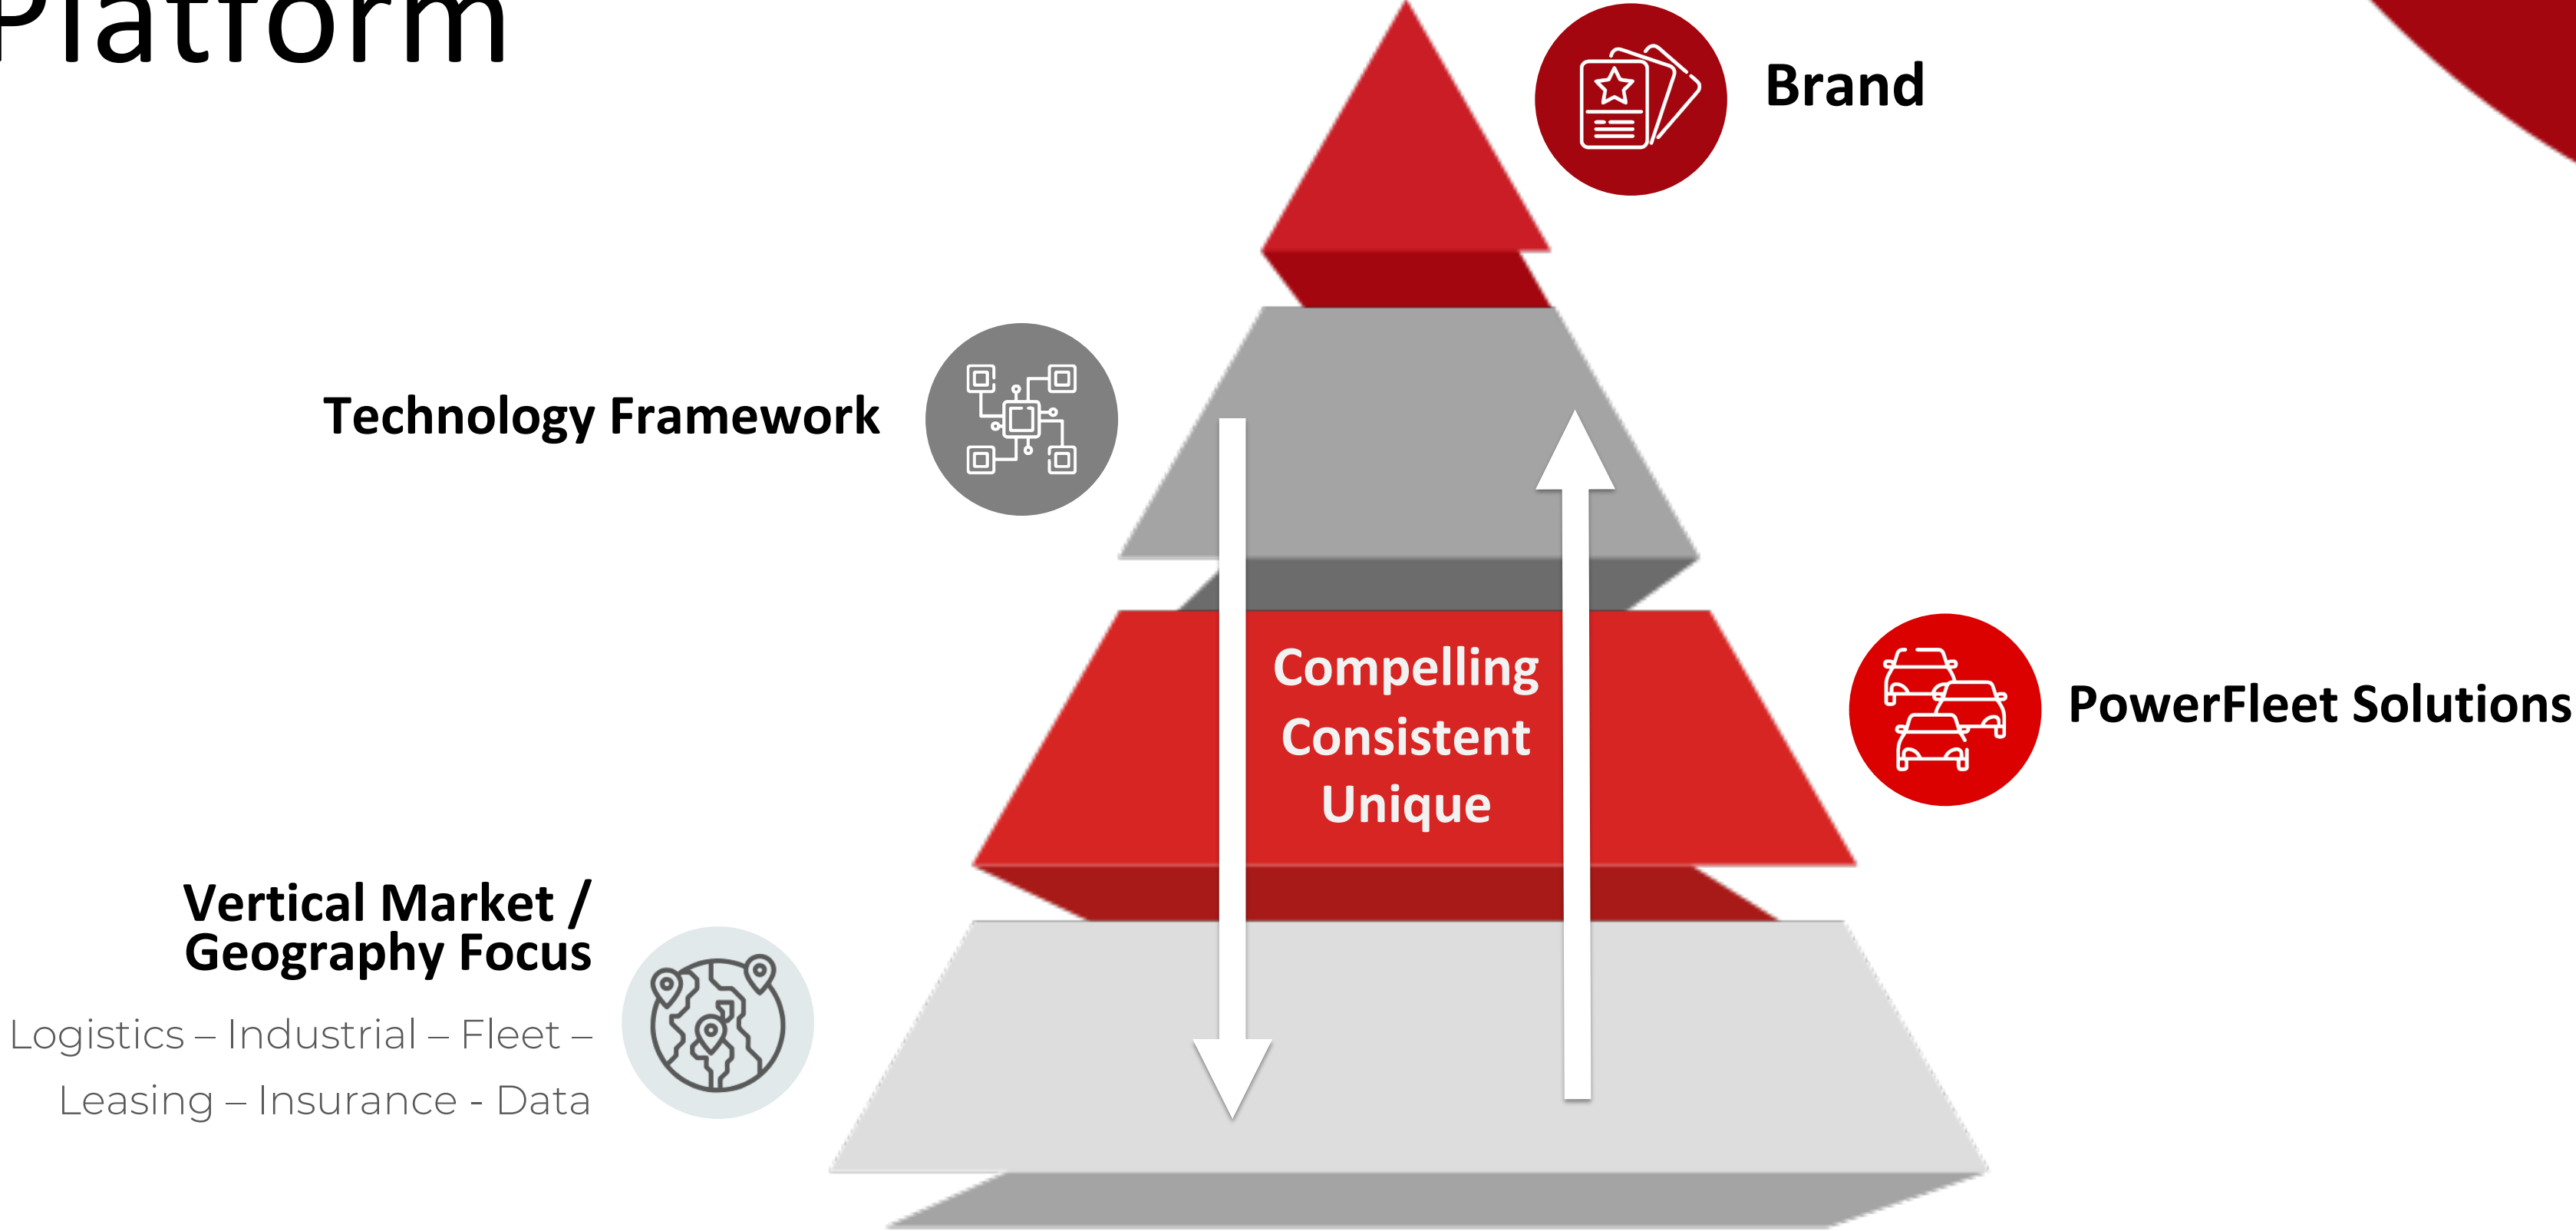 Platform
Brand
Technology Framework
Compelling
Consistent
Unique
PowerFleet Solutions
Vertical Market /
Geography Focus
Logistics – Industrial – Fleet –
Leasing – Insurance - Data